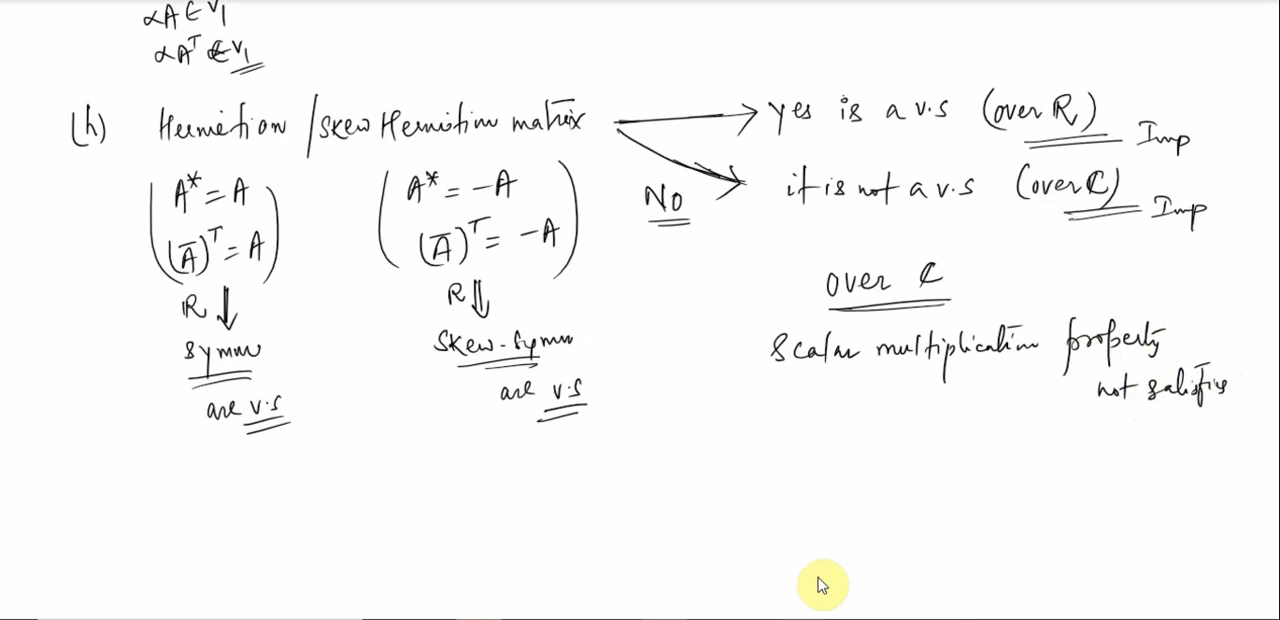 αA ∈ V₁
αAᵀ ∈ V₁
(h) Hermetion / Skew Hermition matrix → yes is a v.s (over R) Imp
No it is not a v.s (over ℂ) Imp
A* = A
(Ā)ᵀ = A
A* = -A
(Ā)ᵀ = -A
over ℂ
R ⇓
R ⇓
symm
are v.s
Skew-symm
are v.s
Scalar multiplication property
not satisfies